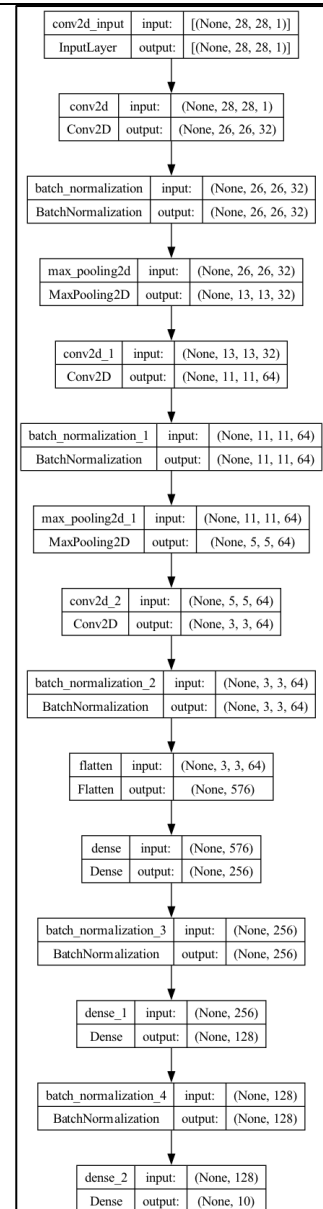 conv2d_input input: [(None, 28, 28, 1)]
InputLayer output: [(None, 28, 28, 1)]
conv2d input: (None, 28, 28, 1)
Conv2D output: (None, 26, 26, 32)
batch_normalization input: (None, 26, 26, 32)
BatchNormalization output: (None, 26, 26, 32)
max_pooling2d input: (None, 26, 26, 32)
MaxPooling2D output: (None, 13, 13, 32)
conv2d_1 input: (None, 13, 13, 32)
Conv2D output: (None, 11, 11, 64)
batch_normalization_1 input: (None, 11, 11, 64)
BatchNormalization output: (None, 11, 11, 64)
max_pooling2d_1 input: (None, 11, 11, 64)
MaxPooling2D output: (None, 5, 5, 64)
conv2d_2 input: (None, 5, 5, 64)
Conv2D output: (None, 3, 3, 64)
batch_normalization_2 input: (None, 3, 3, 64)
BatchNormalization output: (None, 3, 3, 64)
flatten input: (None, 3, 3, 64)
Flatten output: (None, 576)
dense input: (None, 576)
Dense output: (None, 256)
batch_normalization_3 input: (None, 256)
BatchNormalization output: (None, 256)
dense_1 input: (None, 256)
Dense output: (None, 128)
batch_normalization_4 input: (None, 128)
BatchNormalization output: (None, 128)
dense_2 input: (None, 128)
Dense output: (None, 10)